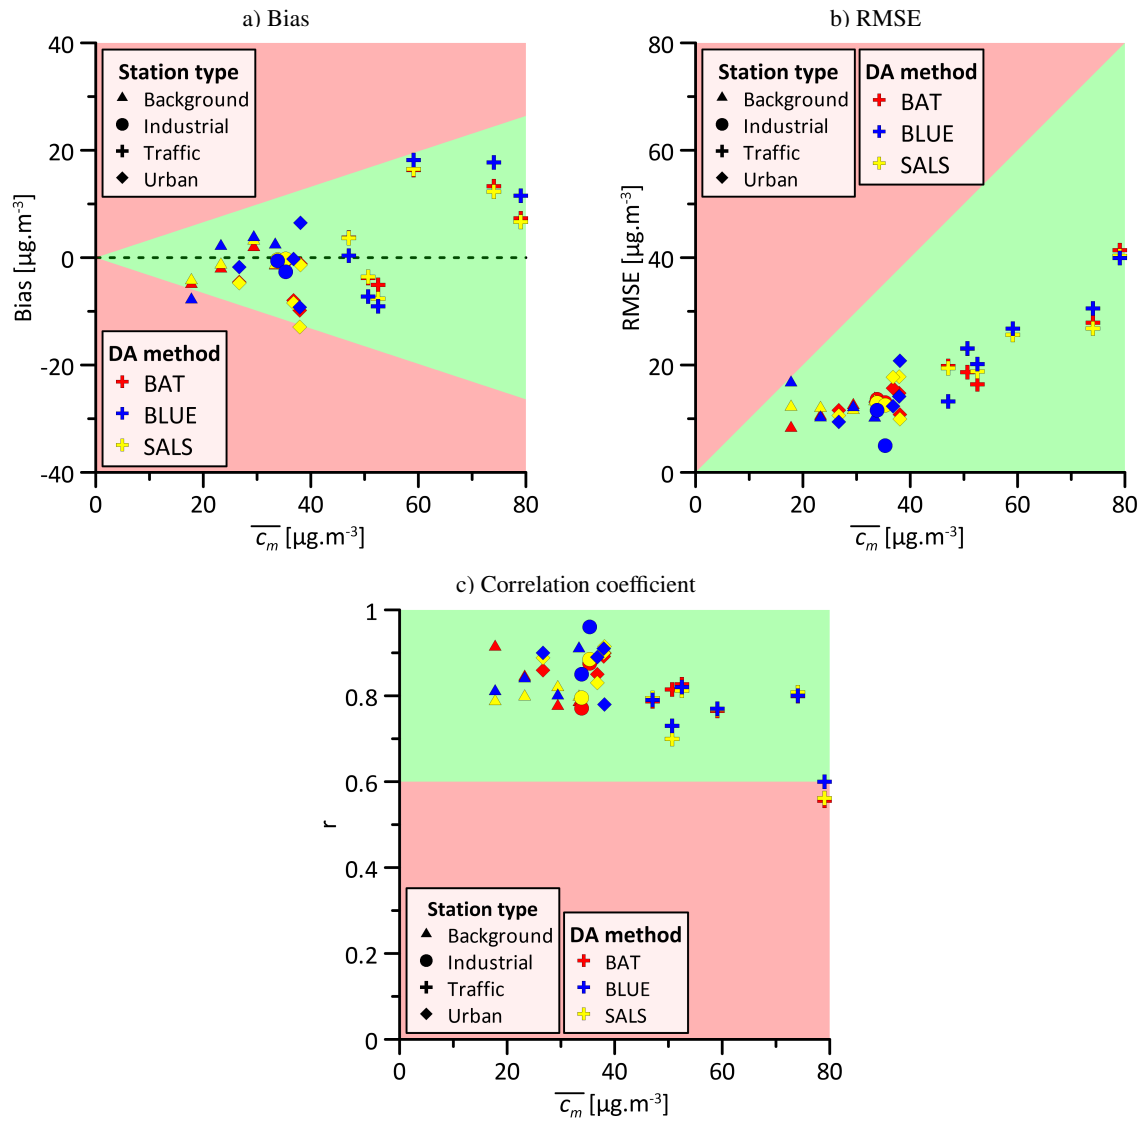 a) Bias
40
20
0
-20
-40
Bias [µg.m-3]
Station type
Background
Industrial
Traffic
Urban
DA method
BAT
BLUE
SALS
0 20 40 60 80
cm [µg.m-3]
b) RMSE
80
60
40
20
0
RMSE [µg.m-3]
Station type
Background
Industrial
Traffic
Urban
DA method
BAT
BLUE
SALS
0 20 40 60 80
cm [µg.m-3]
c) Correlation coefficient
1
0.8
0.6
0.4
0.2
0
r
Station type
Background
Industrial
Traffic
Urban
DA method
BAT
BLUE
SALS
0 20 40 60 80
cm [µg.m-3]